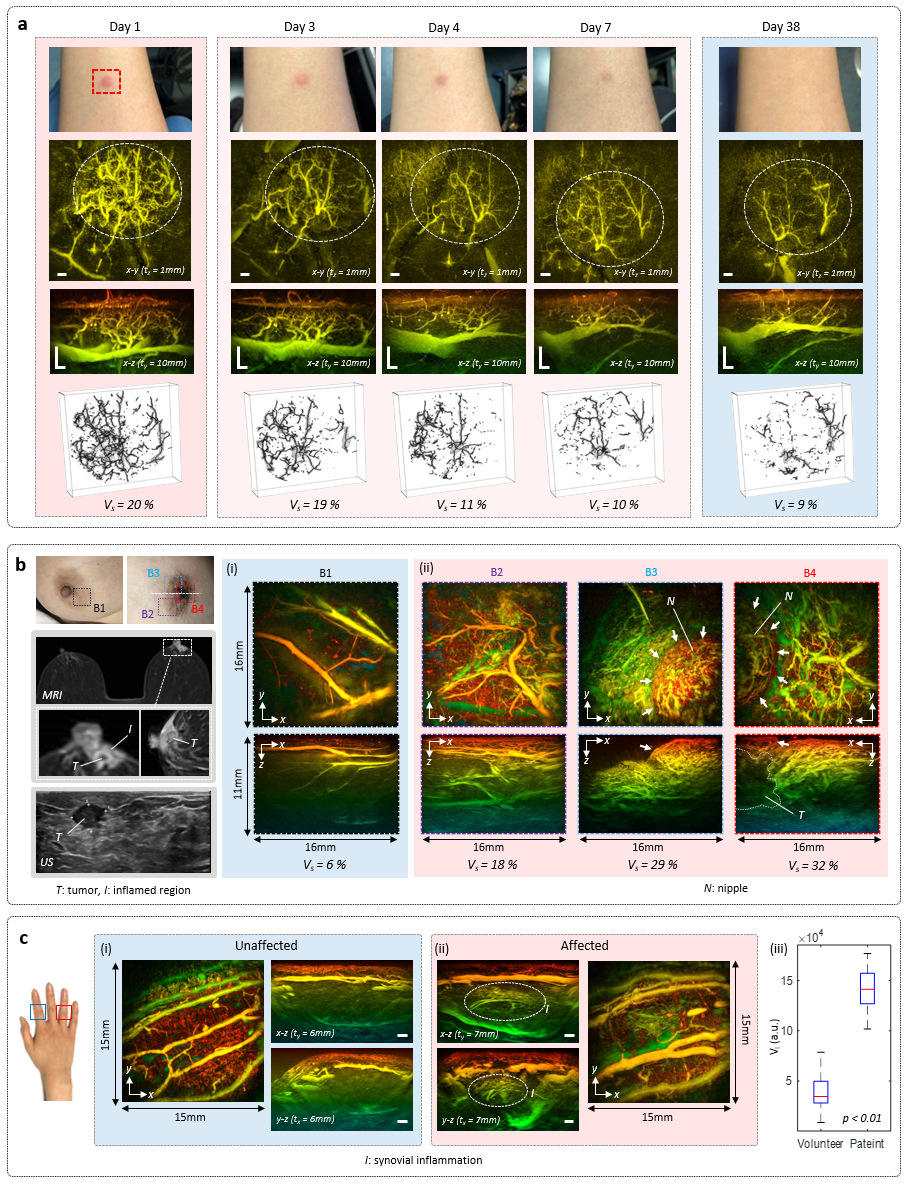 a
Day 1
Day 3
Day 4
Day 7
Day 38
x-y (tz = 1mm)
x-y (tz = 1mm)
x-y (tz = 1mm)
x-y (tz = 1mm)
x-y (tz = 1mm)
x-z (ty = 10mm)
x-z (ty = 10mm)
x-z (ty = 10mm)
x-z (ty = 10mm)
x-z (ty = 10mm)
Vs = 20 %
Vs = 19 %
Vs = 11 %
Vs = 10 %
Vs = 9 %
b
B1
B3
B2
B4
MRI
T
I
T
T
US
T: tumor, I: inflamed region
(i)
B1
16mm
y
x
11mm
x
z
16mm
Vs = 6 %
(ii)
B2
B3
B4
y
x
N
y
x
N
y
x
x
z
x
z
x
z
T
16mm
16mm
16mm
Vs = 18 %
Vs = 29 %
Vs = 32 %
N: nipple
c
(i)
Unaffected
15mm
y
x
15mm
x-z (ty = 6mm)
y-z (tx = 6mm)
(ii)
Affected
I
x-z (ty = 7mm)
I
y-z (tx = 7mm)
y
x
15mm
15mm
I: synovial inflammation
(iii)
×10⁴
15
10
5
Vi (a.u.)
p < 0.01
Volunteer
Pateint